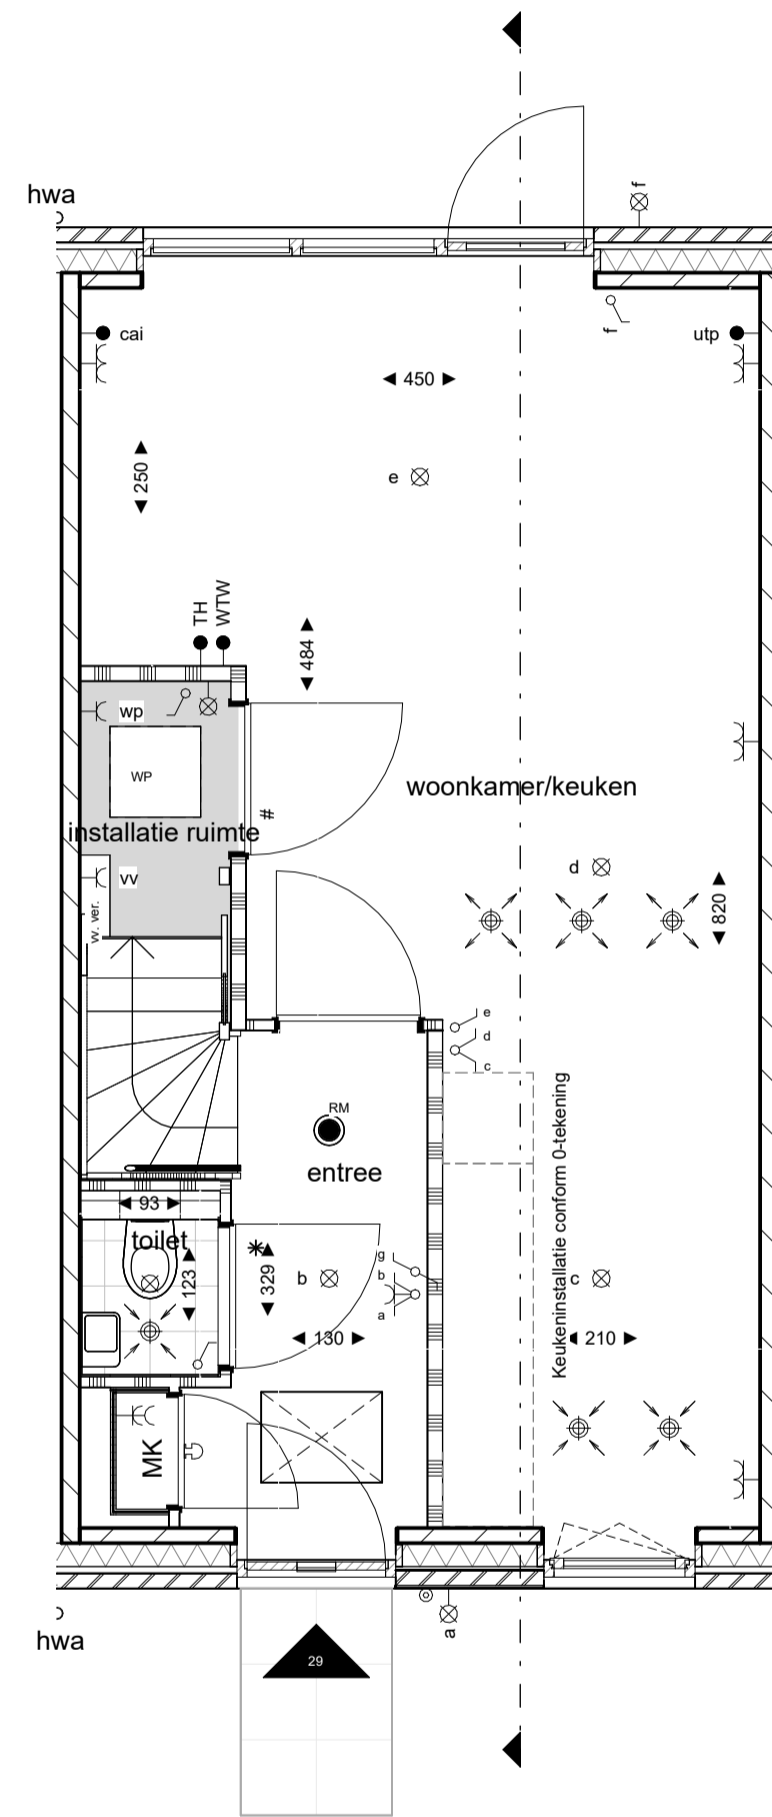 hwa
f
cai
f
utp
450
250
e
TH
WTW
484
wp
WP
woonkamer/keuken
#
installatie ruimte
vv
d
vv. ver.
820
e
d
c
RM
entree
Keukeninstallatie conform 0-tekening
93
toilet
123
*
329
b
g
b
a
c
130
210
MK
hwa
a
29